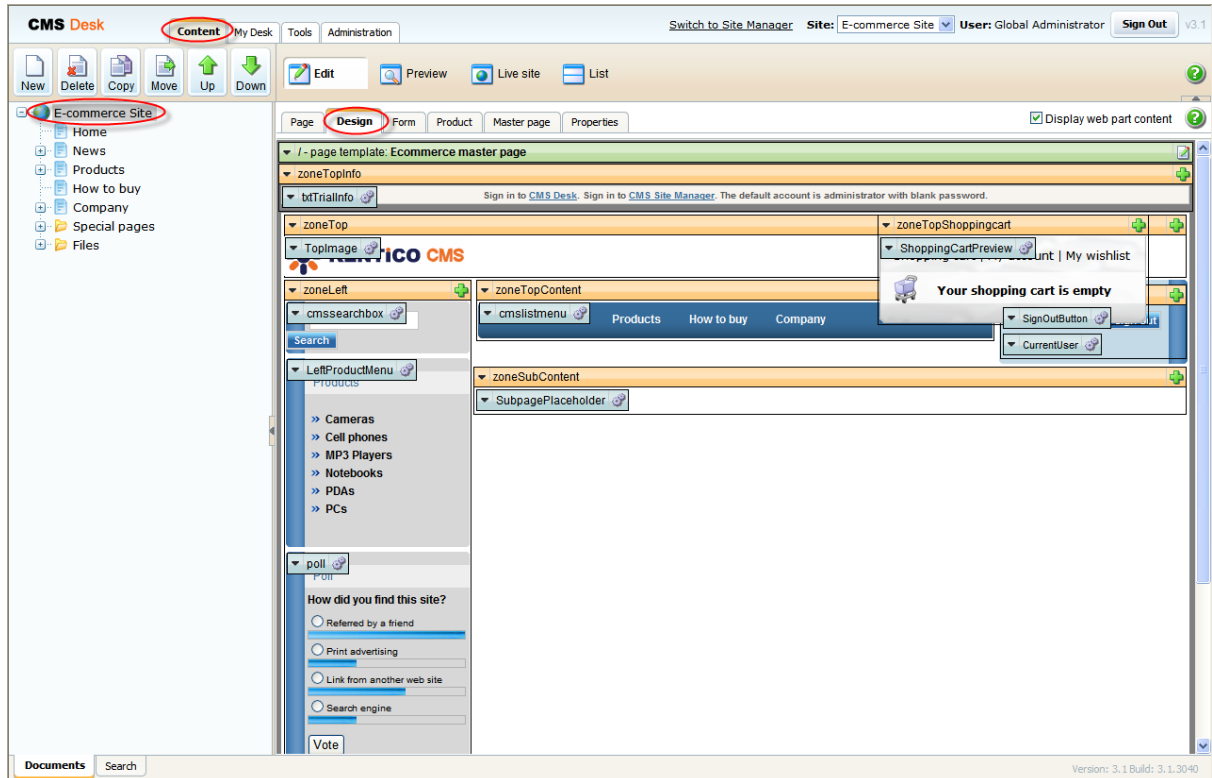 CMS Desk
Content My Desk Tools Administration
Switch to Site Manager Site: E-commerce Site User: Global Administrator Sign Out v3.1
New Delete Copy Move Up Down
Edit Preview Live site List
E-commerce Site
Home
News
Products
How to buy
Company
Special pages
Files
Page Design Form Product Master page Properties
Display web part content
/ - page template: Ecommerce master page
zoneTopInfo
txtTrialInfo
Sign in to CMS Desk. Sign in to CMS Site Manager. The default account is administrator with blank password.
zoneTop
zoneTopShoppingcart
TopImage
CMS
ShoppingCartPreview
My wishlist
Your shopping cart is empty
zoneLeft
zoneTopContent
cmssearchbox
cmslistmenu
Products How to buy Company
SignOutButton
CurrentUser
Search
LeftProductMenu
Products
zoneSubContent
SubpagePlaceholder
» Cameras
» Cell phones
» MP3 Players
» Notebooks
» PDAs
» PCs
poll
Poll
How did you find this site?
Referred by a friend
Print advertising
Link from another web site
Search engine
Vote
Documents Search
Version: 3.1 Build: 3.1.3040